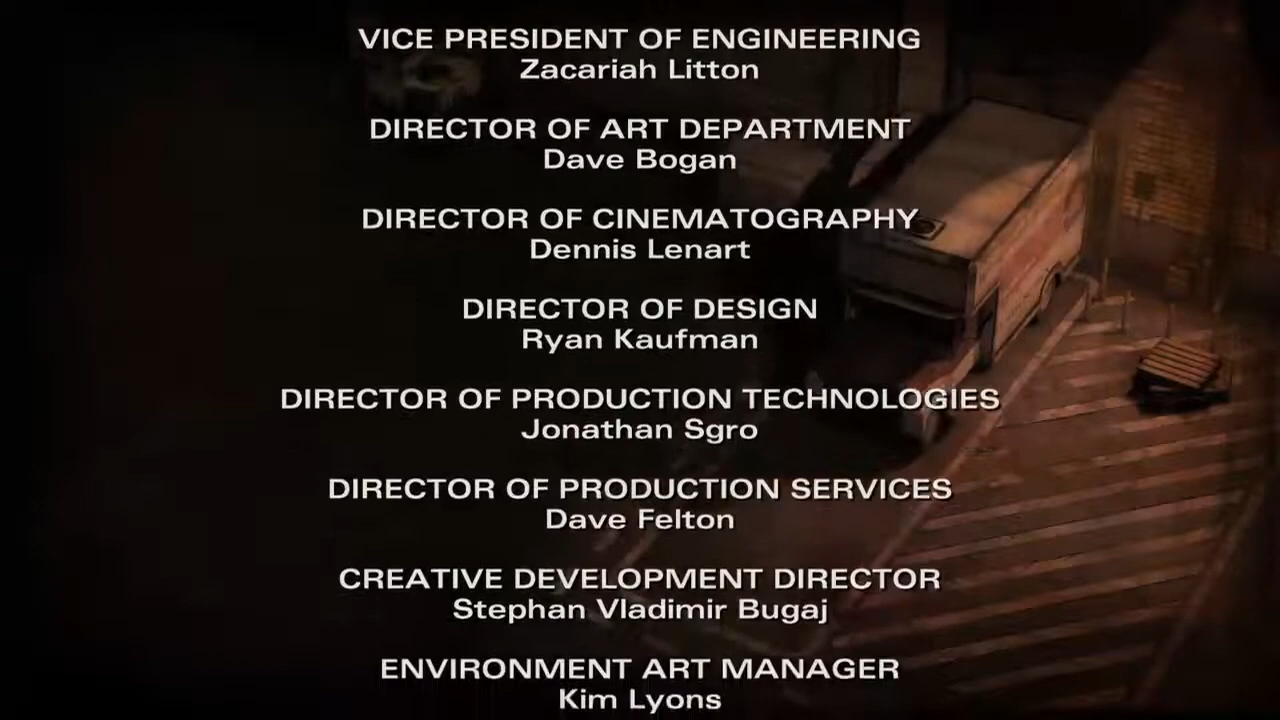 VICE PRESIDENT OF ENGINEERING
Zacariah Litton
DIRECTOR OF ART DEPARTMENT
Dave Bogan
DIRECTOR OF CINEMATOGRAPHY
Dennis Lenart
DIRECTOR OF DESIGN
Ryan Kaufman
DIRECTOR OF PRODUCTION TECHNOLOGIES
Jonathan Sgro
DIRECTOR OF PRODUCTION SERVICES
Dave Felton
CREATIVE DEVELOPMENT DIRECTOR
Stephan Vladimir Bugaj
ENVIRONMENT ART MANAGER
Kim Lyons